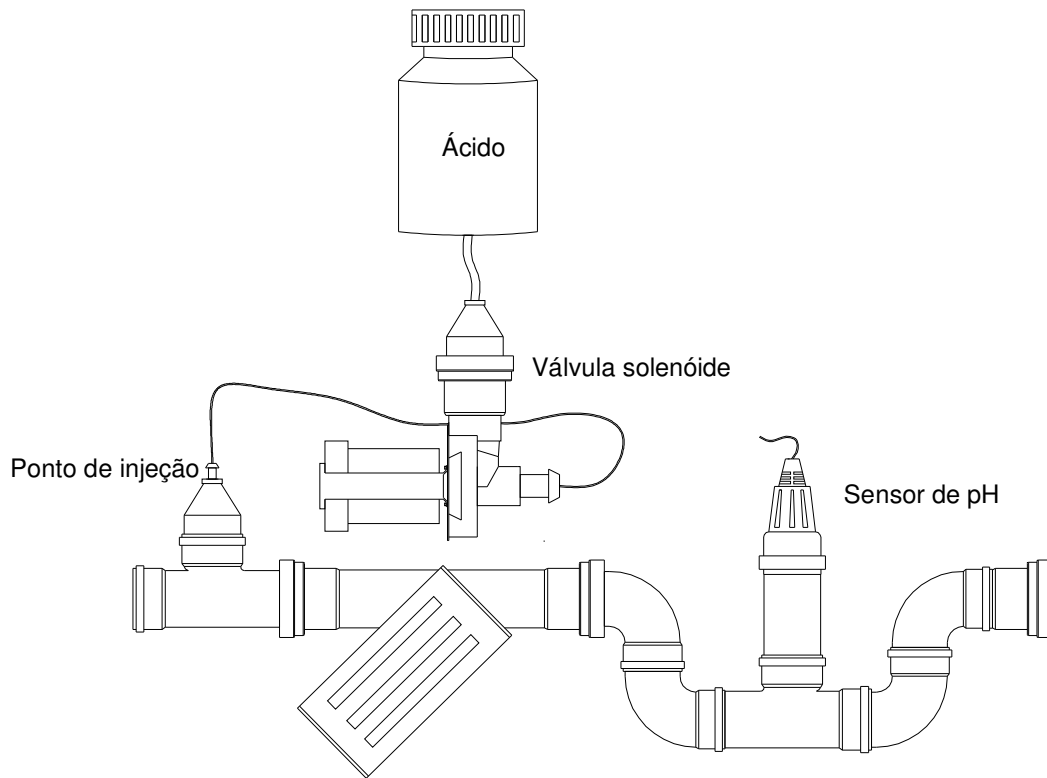 Ácido
Válvula solenóide
Ponto de injeção
Sensor de pH